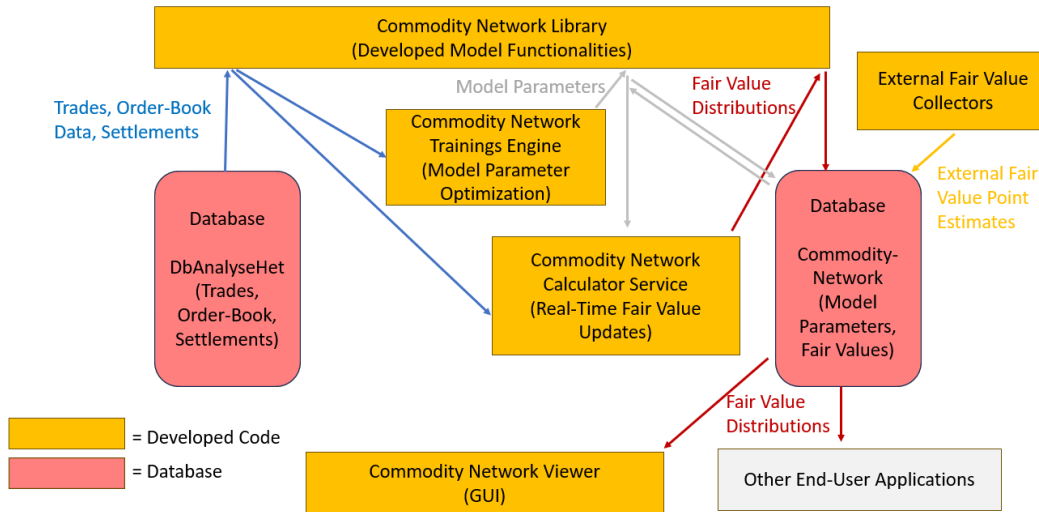 Commodity Network Library
(Developed Model Functionalities)
Trades, Order-Book
Data, Settlements
Model Parameters
Fair Value
Distributions
External Fair Value
Collectors
Commodity Network
Trainings Engine
(Model Parameter
Optimization)
External Fair
Value Point
Estimates
Database
DbAnalyseHet
(Trades,
Order-Book,
Settlements)
Commodity Network
Calculator Service
(Real-Time Fair Value
Updates)
Database
Commodity-
Network
(Model
Parameters,
Fair Values)
Fair Value
Distributions
= Developed Code
= Database
Commodity Network Viewer
(GUI)
Other End-User Applications